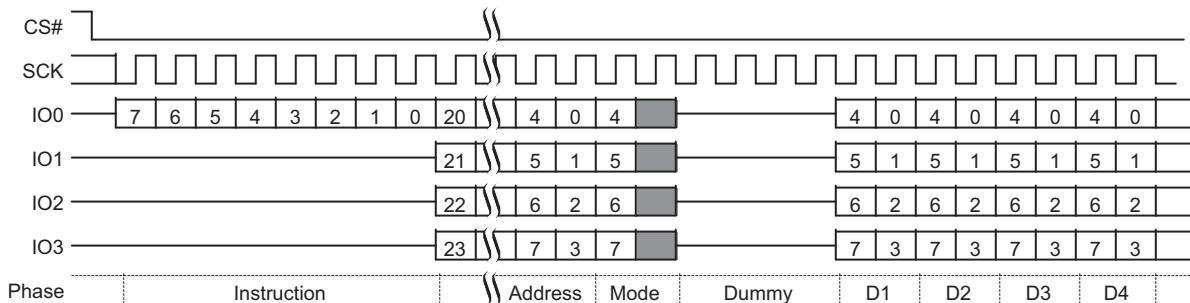 CS#
SCK
IO0 7 6 5 4 3 2 1 0 20 4 0 4 4 0 4 0 4 0 4 0
IO1 21 5 1 5 5 1 5 1 5 1 5 1
IO2 22 6 2 6 6 2 6 2 6 2 6 2
IO3 23 7 3 7 7 3 7 3 7 3 7 3
Phase Instruction Address Mode Dummy D1 D2 D3 D4